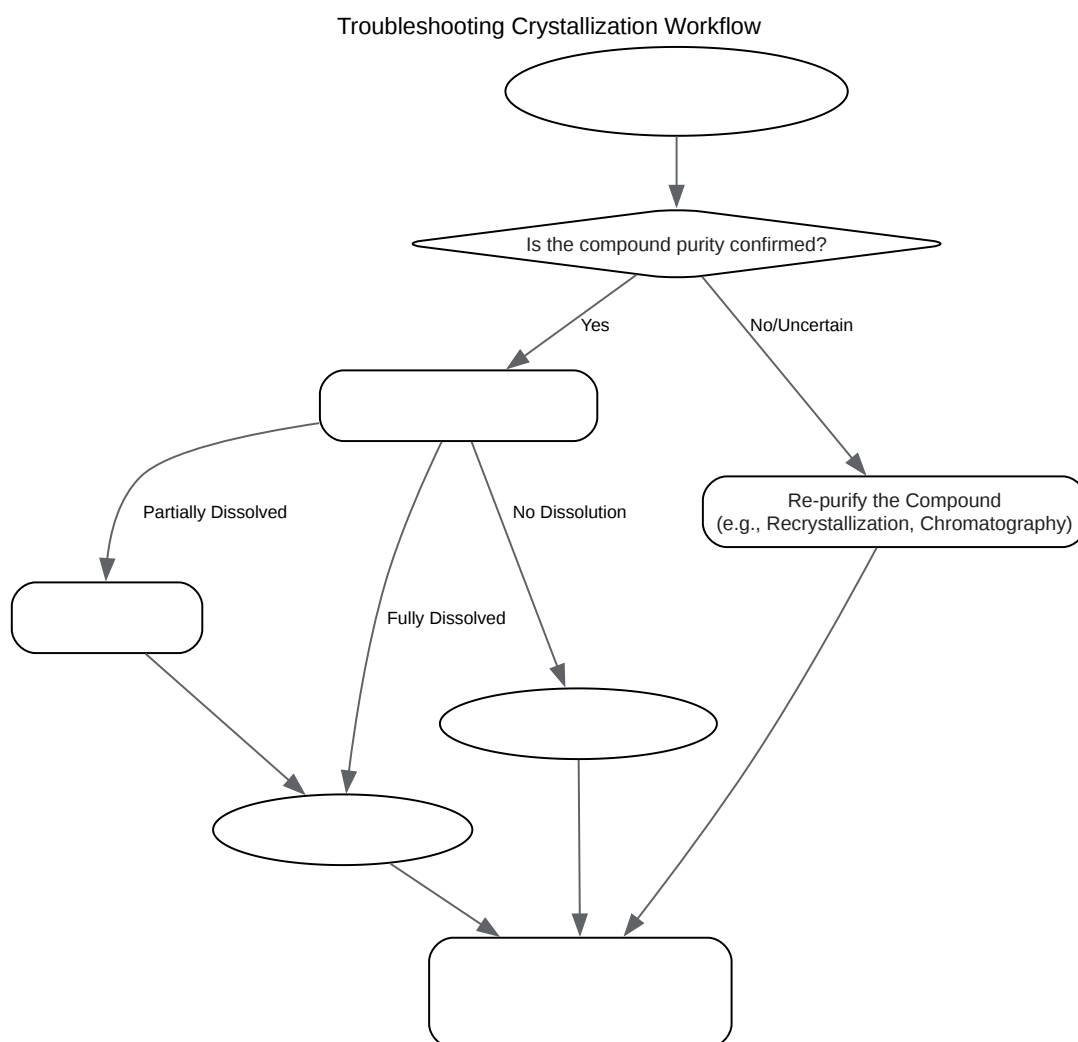 Troubleshooting Crystallization Workflow
Is the compound purity confirmed?
Yes
No/Uncertain
Re-purify the Compound
(e.g., Recrystallization, Chromatography)
Partially Dissolved
No Dissolution
Fully Dissolved